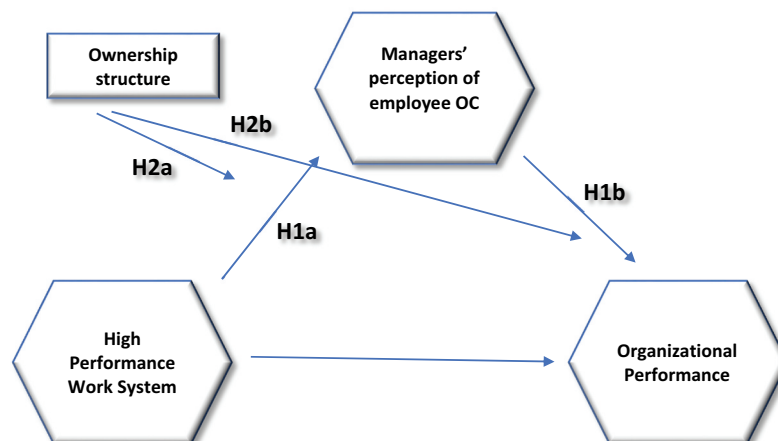 Ownership
structure
Managers’
perception of
employee OC
H2b
H2a
H1b
H1a
High
Performance
Work System
Organizational
Performance